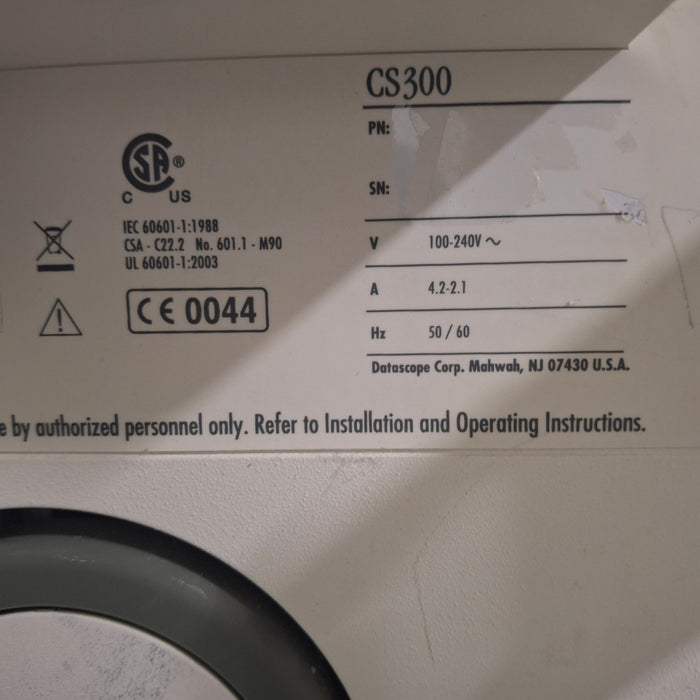 CS300
PN:
SN:
V 100-240V ~
A 4.2-2.1
Hz 50 / 60
Datascope Corp. Mahwah, NJ 07430 U.S.A.
CSA ®
C US
IEC 60601-1:1988
CSA - C22.2 No. 601.1 - M90
UL 60601-1:2003
CE 0044
by authorized personnel only. Refer to Installation and Operating Instructions.